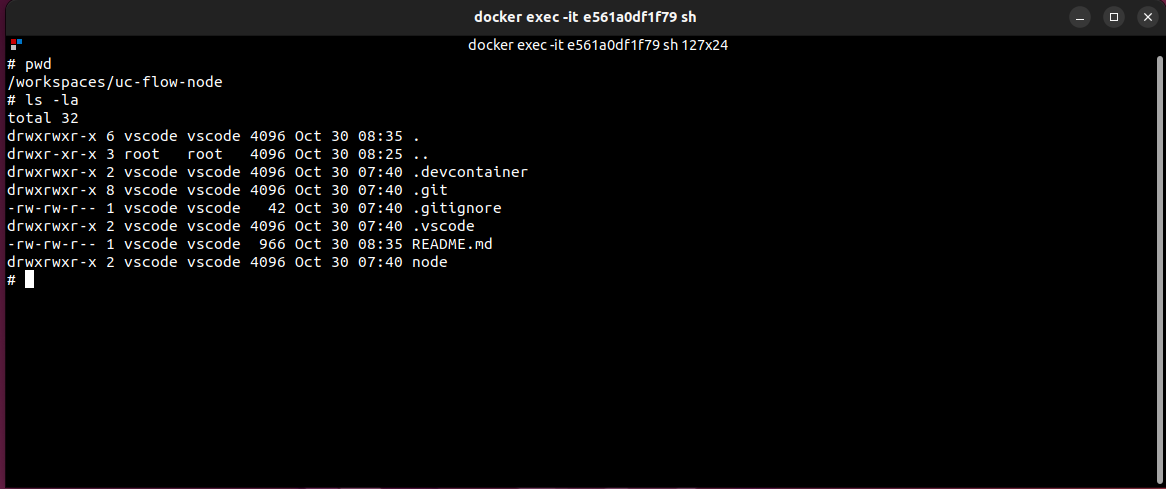 docker exec -it e561a0df1f79 sh
docker exec -it e561a0df1f79 sh 127x24
# pwd
/workspaces/uc-flow-node
# ls -la
total 32
drwxrwxr-x 6 vscode vscode 4096 Oct 30 08:35 .
drwxr-xr-x 3 root   root   4096 Oct 30 08:25 ..
drwxrwxr-x 2 vscode vscode 4096 Oct 30 07:40 .devcontainer
drwxrwxr-x 8 vscode vscode 4096 Oct 30 07:40 .git
-rw-rw-r-- 1 vscode vscode   42 Oct 30 07:40 .gitignore
drwxrwxr-x 2 vscode vscode 4096 Oct 30 07:40 .vscode
-rw-rw-r-- 1 vscode vscode  966 Oct 30 08:35 README.md
drwxrwxr-x 2 vscode vscode 4096 Oct 30 07:40 node
#